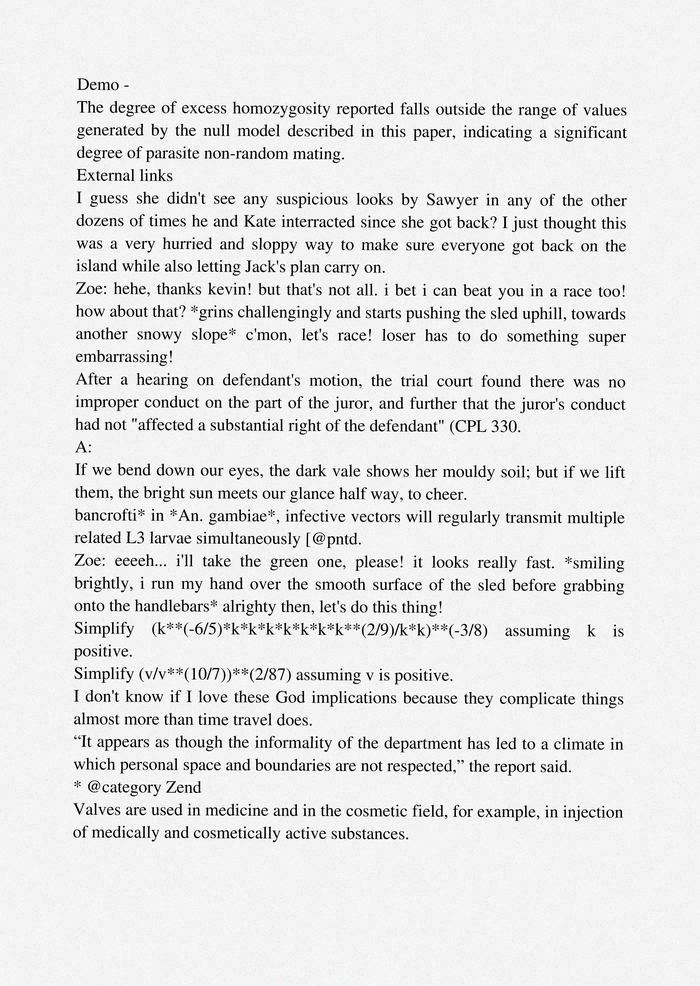 Demo -
The degree of excess homozygosity reported falls outside the range of values
generated by the null model described in this paper, indicating a significant
degree of parasite non-random mating.
External links
I guess she didn't see any suspicious looks by Sawyer in any of the other
dozens of times he and Kate interracted since she got back? I just thought this
was a very hurried and sloppy way to make sure everyone got back on the
island while also letting Jack's plan carry on.
Zoe: hehe, thanks kevin! but that's not all. i bet i can beat you in a race too!
how about that? *grins challengingly and starts pushing the sled uphill, towards
another snowy slope* c'mon, let's race! loser has to do something super
embarrassing!
After a hearing on defendant's motion, the trial court found there was no
improper conduct on the part of the juror, and further that the juror's conduct
had not "affected a substantial right of the defendant" (CPL 330.
A:
If we bend down our eyes, the dark vale shows her mouldy soil; but if we lift
them, the bright sun meets our glance half way, to cheer.
bancrofti* in *An. gambiae*, infective vectors will regularly transmit multiple
related L3 larvae simultaneously [@pntd.
Zoe: eeeeh... i'll take the green one, please! it looks really fast. *smiling
brightly, i run my hand over the smooth surface of the sled before grabbing
onto the handlebars* alrighty then, let's do this thing!
Simplify (k**(-6/5)*k*k*k*k*k*k*k**(2/9)/k*k)**(-3/8) assuming k is
positive.
Simplify (v/v**(10/7))**(2/87) assuming v is positive.
I don't know if I love these God implications because they complicate things
almost more than time travel does.
“It appears as though the informality of the department has led to a climate in
which personal space and boundaries are not respected,” the report said.
* @category Zend
Valves are used in medicine and in the cosmetic field, for example, in injection
of medically and cosmetically active substances.